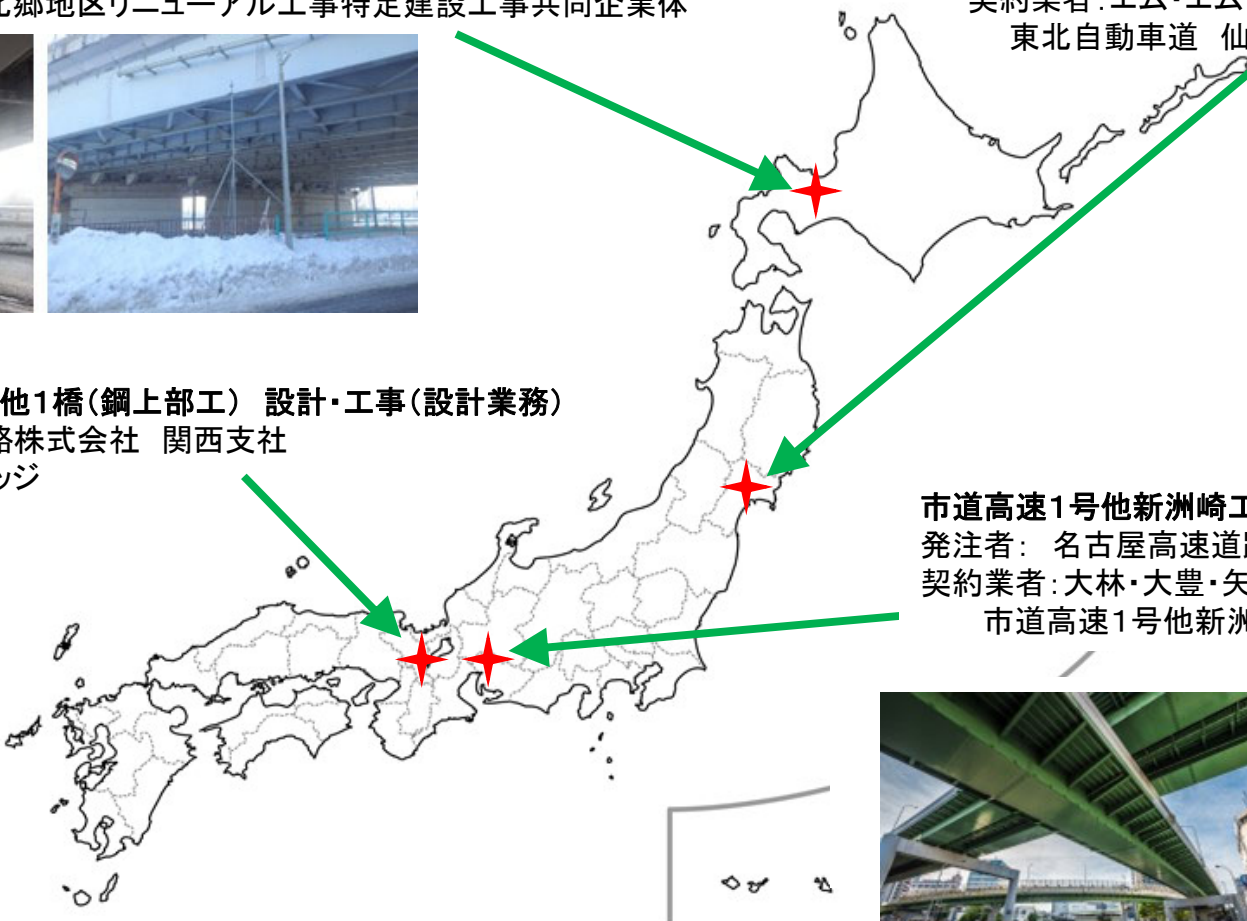 北郷地区リニューアル工事特定建設工事共同企業体
契約業者：エム・エム
東北自動車道 仙
他1橋（鋼上部工） 設計・工事（設計業務）
路株式会社 関西支社
ッジ
市道高速1号他新洲崎工
発注者： 名古屋高速道路
契約業者：大林・大豊・矢
市道高速1号他新洲